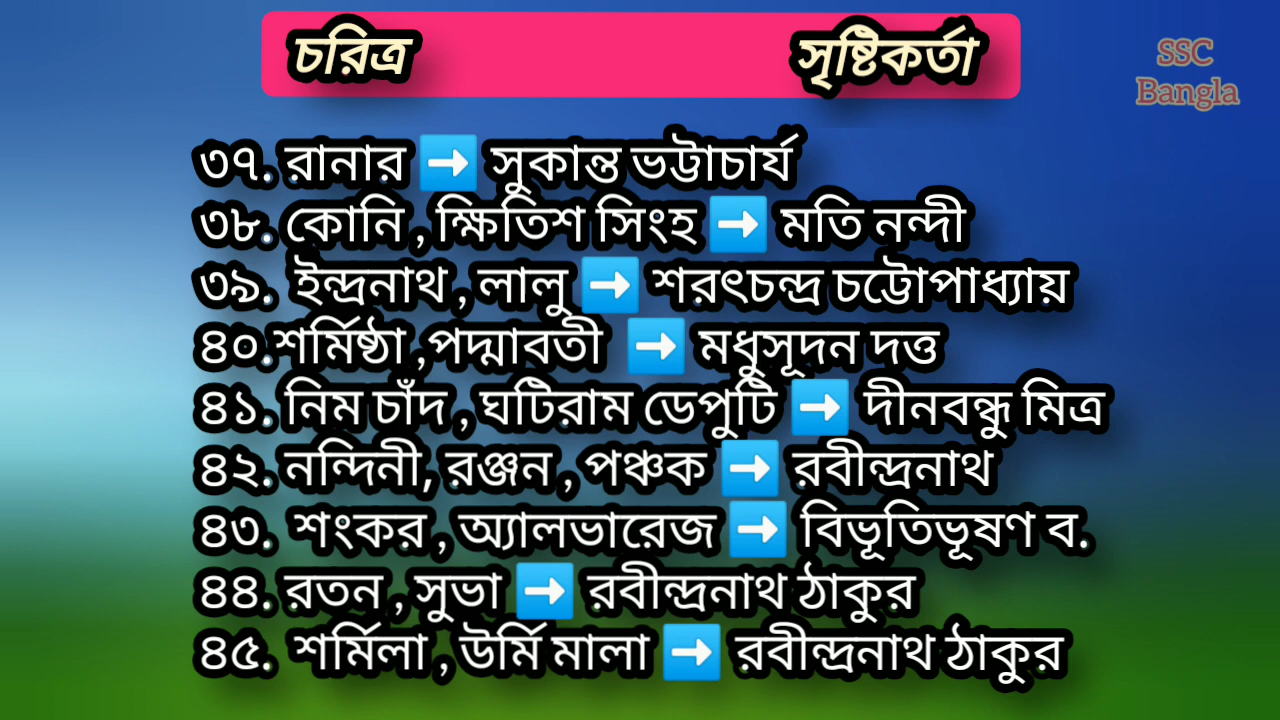 চরিত্র সৃষ্টিকর্তা
SSC
Bangla
৩৭. রানার ➡ সুকান্ত ভট্টাচার্য
৩৮. কোনি , ক্ষিতিশ সিংহ ➡ মতি নন্দী
৩৯. ইন্দ্রনাথ , লালু ➡ শরৎচন্দ্র চট্টোপাধ্যায়
৪০.শর্মিষ্ঠা ,পদ্মাবতী ➡ মধুসূদন দত্ত
৪১. নিম চাঁদ , ঘটিরাম ডেপুটি ➡ দীনবন্ধু মিত্র
৪২. নন্দিনী, রঞ্জন , পঞ্চক ➡ রবীন্দ্রনাথ
৪৩. শংকর , অ্যালভারেজ ➡ বিভূতিভূষণ ব.
৪৪. রতন , সুভা ➡ রবীন্দ্রনাথ ঠাকুর
৪৫. শর্মিলা , উর্মি মালা ➡ রবীন্দ্রনাথ ঠাকুর